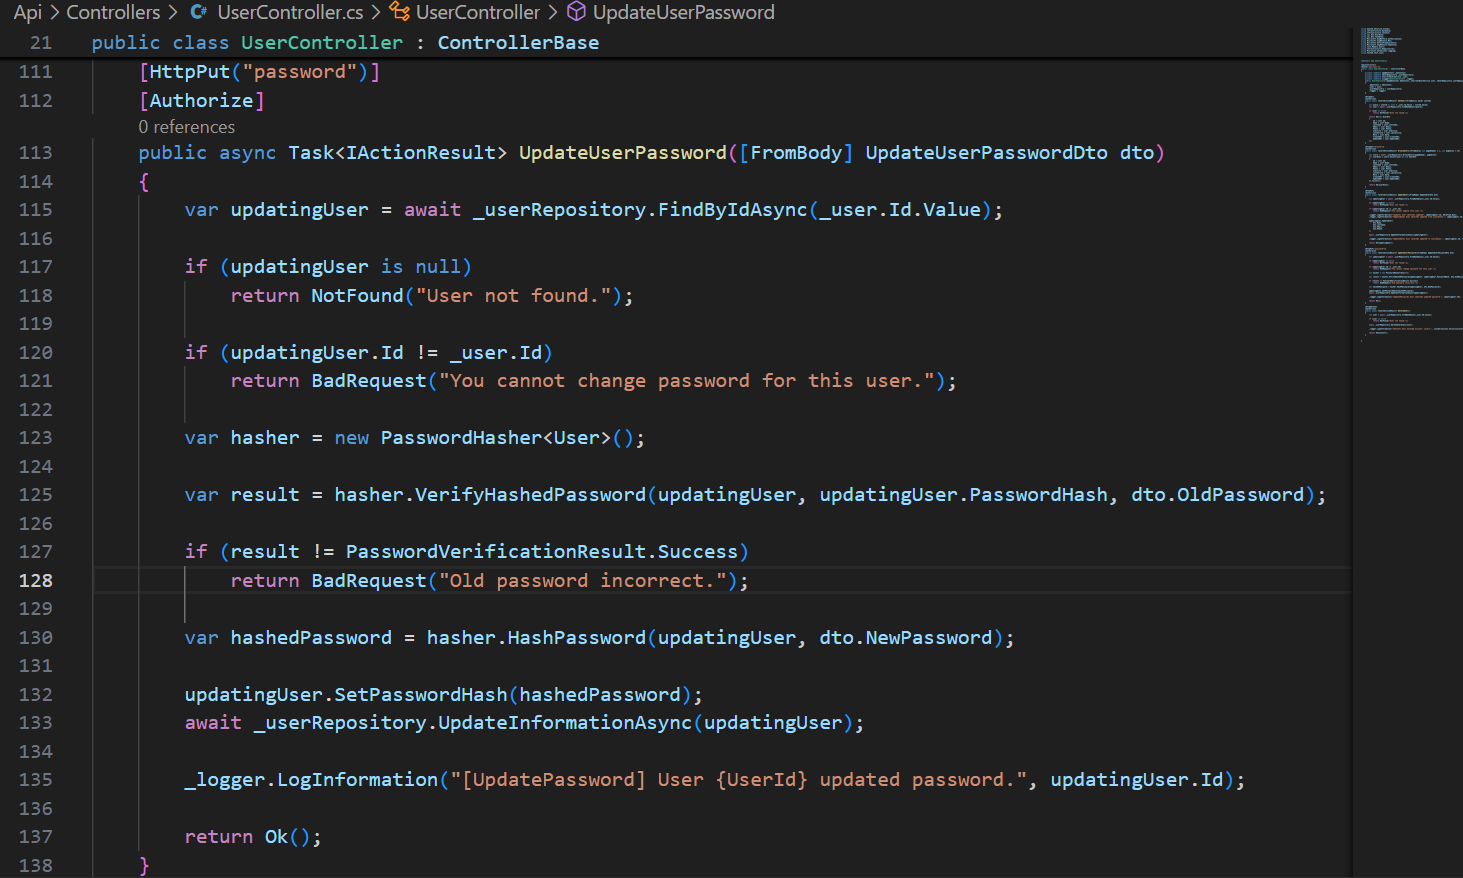 Api > Controllers > C# UserController.cs > UserController > UpdateUserPassword
21 public class UserController : ControllerBase
111 [HttpPut("password")]
112 [Authorize]
0 references
113 public async Task<IActionResult> UpdateUserPassword([FromBody] UpdateUserPasswordDto dto)
114 {
115 var updatingUser = await _userRepository.FindByIdAsync(_user.Id.Value);
116
117 if (updatingUser is null)
118 return NotFound("User not found.");
119
120 if (updatingUser.Id != _user.Id)
121 return BadRequest("You cannot change password for this user.");
122
123 var hasher = new PasswordHasher<User>();
124
125 var result = hasher.VerifyHashedPassword(updatingUser, updatingUser.PasswordHash, dto.OldPassword);
126
127 if (result != PasswordVerificationResult.Success)
128 return BadRequest("Old password incorrect.");
129
130 var hashedPassword = hasher.HashPassword(updatingUser, dto.NewPassword);
131
132 updatingUser.SetPasswordHash(hashedPassword);
133 await _userRepository.UpdateInformationAsync(updatingUser);
134
135 _logger.LogInformation("[UpdatePassword] User {UserId} updated password.", updatingUser.Id);
136
137 return Ok();
138 }